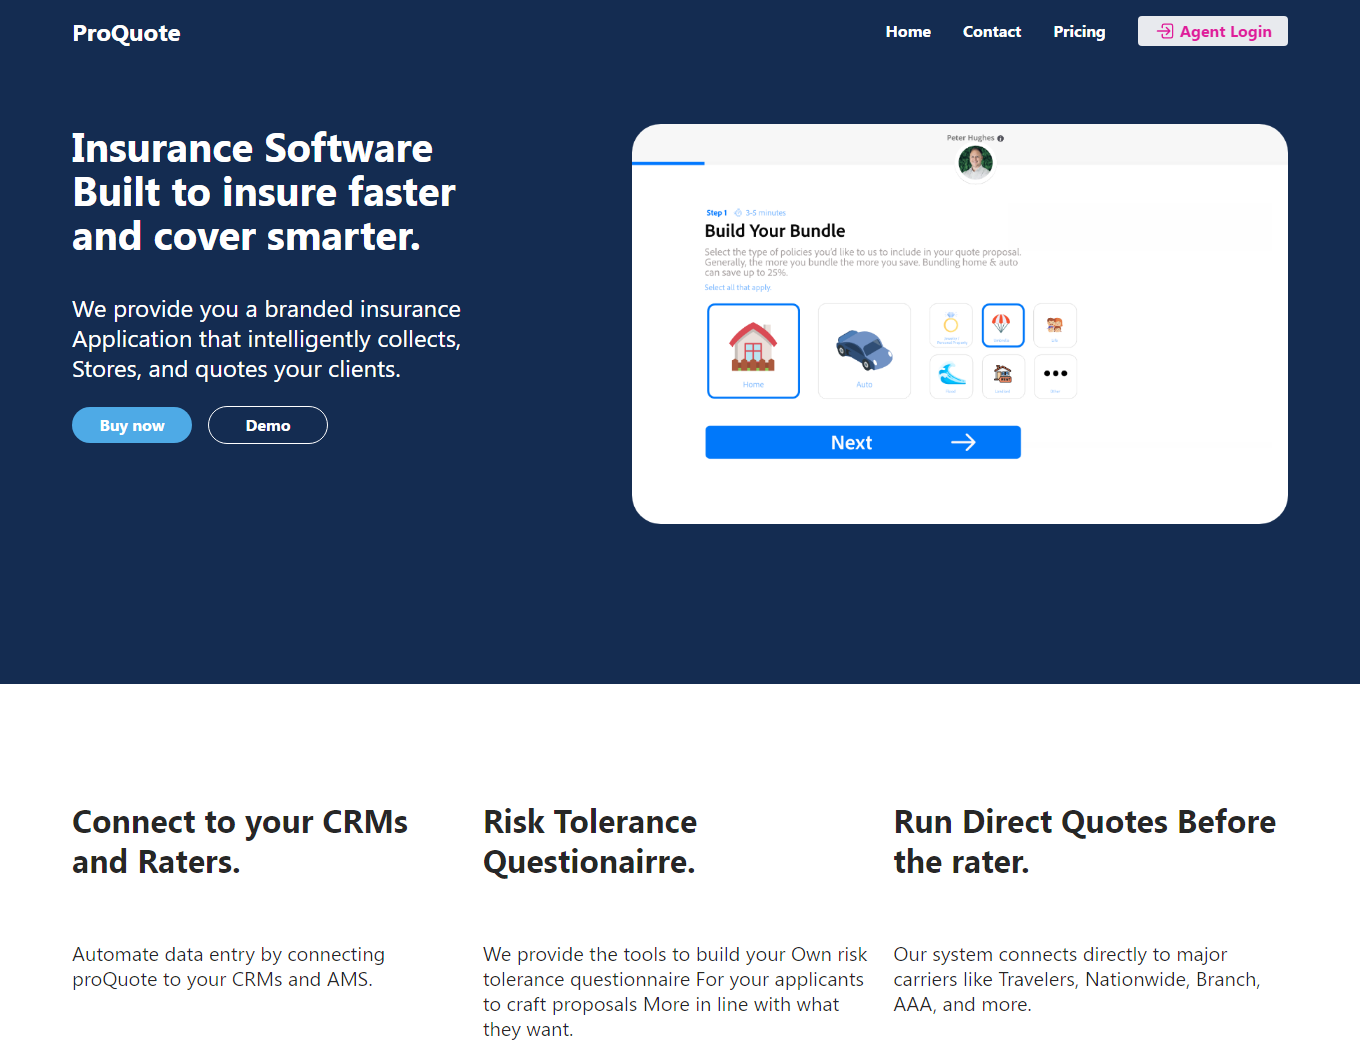 ProQuote
Home
Contact
Pricing
Agent Login
Insurance Software
Built to insure faster
and cover smarter.
We provide you a branded insurance
Application that intelligently collects,
Stores, and quotes your clients.
Buy now
Demo
Peter Hughes
Step 1
3-5 minutes
Build Your Bundle
Select the type of policies you'd like to us to include in your quote proposal.
Generally, the more you bundle the more you save. Bundling home & auto
can save up to 25%.
Select all that apply.
Home
Auto
Next
Connect to your CRMs
and Raters.
Automate data entry by connecting
proQuote to your CRMs and AMS.
Risk Tolerance
Questionairre.
We provide the tools to build your Own risk
tolerance questionnaire For your applicants
to craft proposals More in line with what
they want.
Run Direct Quotes Before
the rater.
Our system connects directly to major
carriers like Travelers, Nationwide, Branch,
AAA, and more.